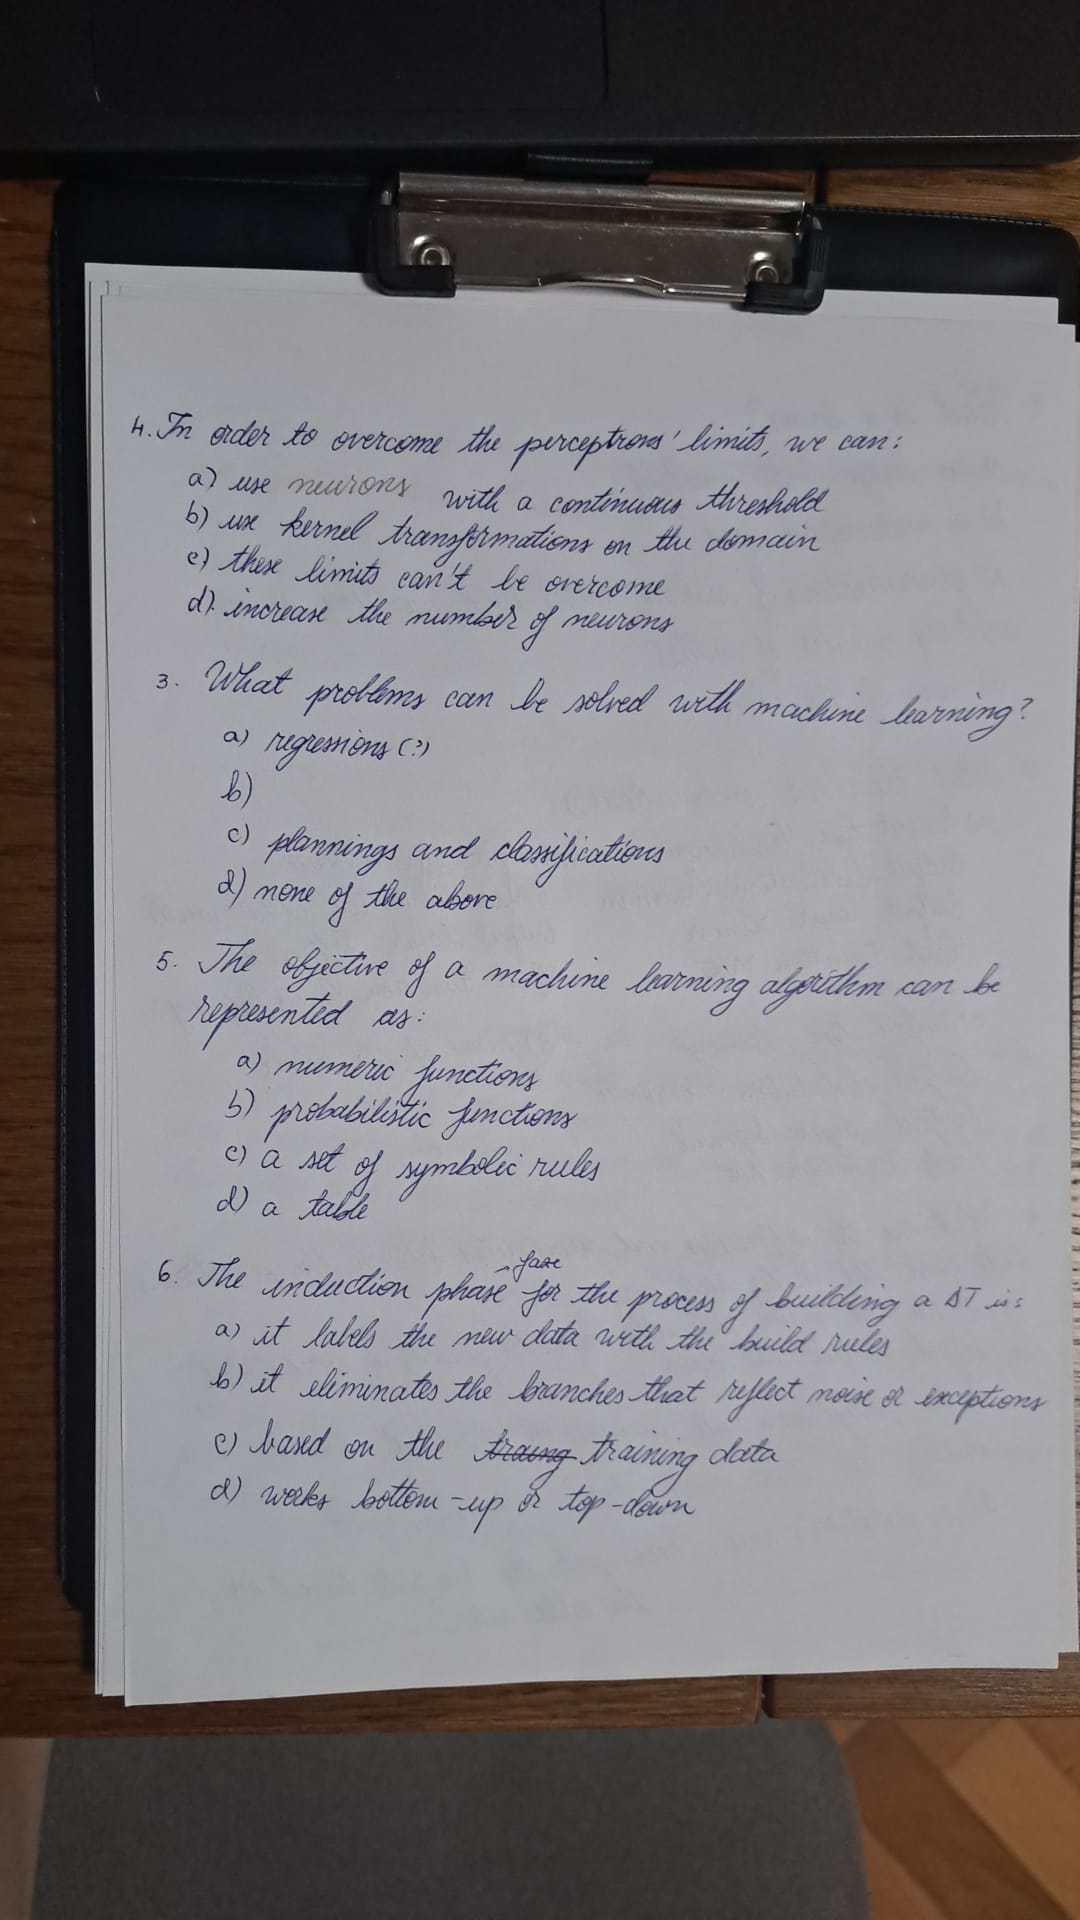 4. In order to overcome the perceptrons' limits, we can:
a) use neurons with a continuous threshold
b) use kernel transformations on the domain
c) these limits can't be overcome
d) increase the number of neurons
3. What problems can be solved with machine learning?
a) regressions (?)
b)
c) plannings and classifications
d) none of the above
5. The objective of a machine learning algorithm can be
represented as:
a) numeric functions
b) probabilistic functions
c) a set of symbolic rules
d) a table
fase
6. The induction phase for the process of building a DT is:
a) it labels the new data with the build rules
b) it eliminates the branches that reflect noise or exceptions
c) based on the traing training data
d) works bottom-up or top-down